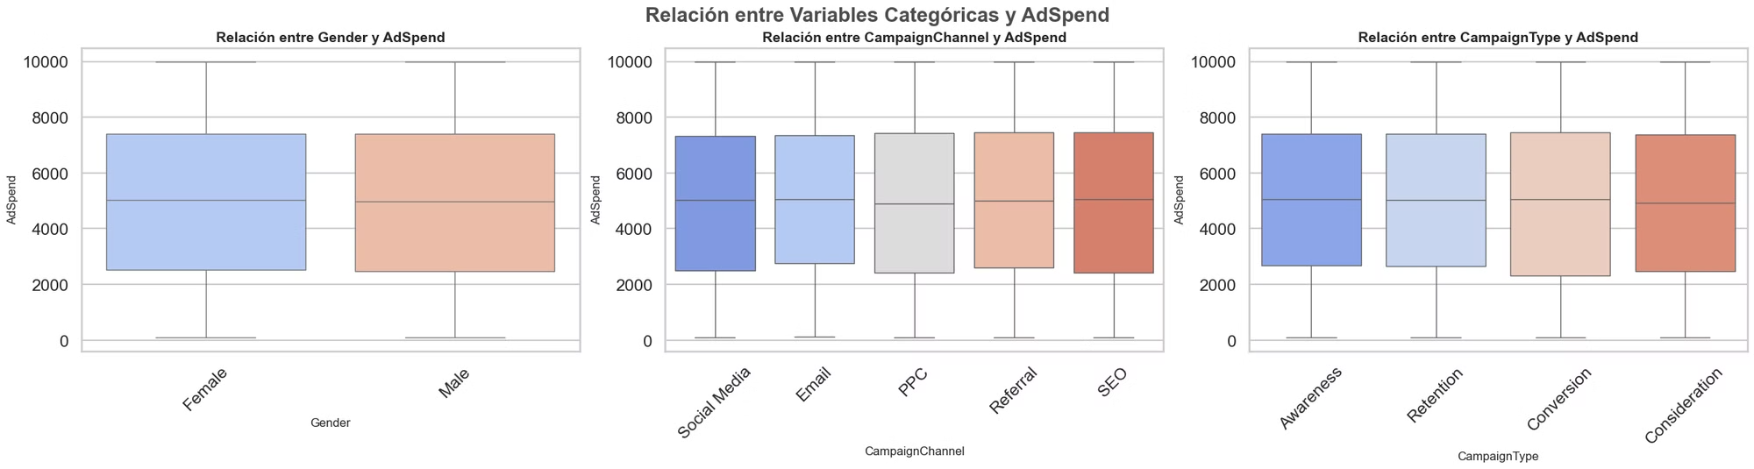 Relación entre Variables Categóricas y AdSpend
Relación entre Gender y AdSpend
10000
8000
6000
4000
2000
0
AdSpend
Female
Male
Gender
Relación entre CampaignChannel y AdSpend
10000
8000
6000
4000
2000
0
AdSpend
Social Media
Email
PPC
Referral
SEO
CampaignChannel
Relación entre CampaignType y AdSpend
10000
8000
6000
4000
2000
0
AdSpend
Awareness
Retention
Conversion
Consideration
CampaignType